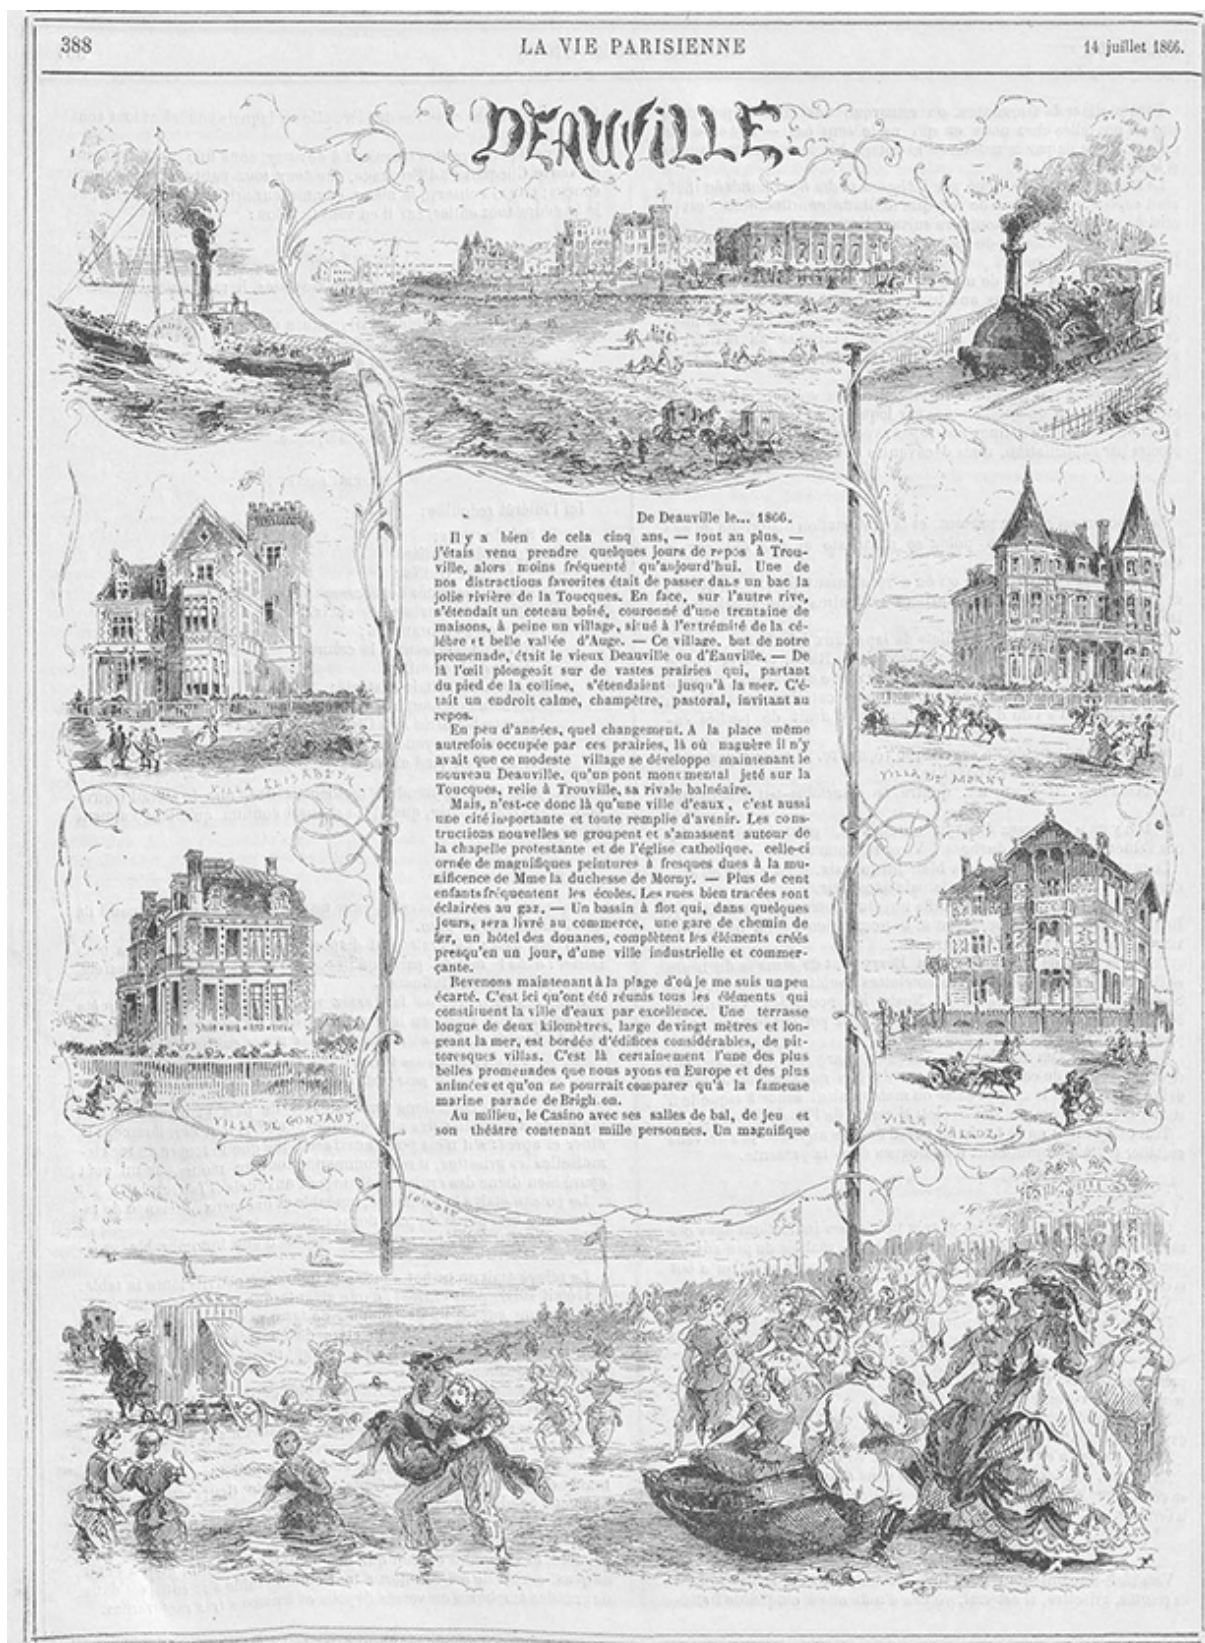 388
LA VIE PARISIENNE
14 juillet 1866.
DEAUVILLE
De Deauville le... 1866.
Il y a bien de cela cinq ans, — tout au plus, —
j'étais venu prendre quelques jours de repos à Trou-
ville, alors moins fréquenté qu'aujourd'hui. Une de
nos distractions favorites était de passer dans un bac la
jolie rivière de la Toucques. En face, sur l'autre rive,
s'étendait un coteau boisé, couronné d'une trentaine de
maisons, à peine un village, situé à l'extrémité de la cé-
lèbre et belle vallée d'Auge. — Ce village, but de notre
promenade, était le vieux Deauville ou d'Eauville. — De
là l'œil plongeait sur de vastes prairies qui, partant
du pied de la colline, s'étendaient jusqu'à la mer. C'é-
tait un endroit calme, champêtre, pastoral, invitant au
repos.
En peu d'années, quel changement. A la place même
autrefois occupée par ces prairies, là où naguère il n'y
avait que ce modeste village se développe maintenant le
nouveau Deauville, qu'un pont monumental jeté sur la
Toucques, relie à Trouville, sa rivale balnéaire.
Mais, n'est-ce donc là qu'une ville d'eaux, c'est aussi
une cité importante et toute remplie d'avenir. Les cons-
tructions nouvelles se groupent et s'amassent autour de
la chapelle protestante et de l'église catholique, celle-ci
ornée de magnifiques peintures à fresques dues à la mu-
nificence de Mme la duchesse de Morny. — Plus de cent
enfants fréquentent les écoles. Les rues bien tracées sont
éclairées au gaz. — Un bassin à flot qui, dans quelques
jours, sera livré au commerce, une gare de chemin de
fer, un hôtel des douanes, complètent les éléments créés
presqu'en un jour, d'une ville industrielle et commer-
çante.
Revenons maintenant à la plage d'où je me suis un peu
écarté. C'est ici qu'ont été réunis tous les éléments qui
constituent la ville d'eaux par excellence. Une terrasse
longue de deux kilomètres, large de vingt mètres et lon-
geant la mer, est bordée d'édifices considérables, de pit-
toresques villas. C'est là certainement l'une des plus
belles promenades que nous ayons en Europe et des plus
animées et qu'on ne pourrait comparer qu'à la fameuse
marine parade de Brighton.
Au milieu, le Casino avec ses salles de bal, de jeu et
son théâtre contenant mille personnes. Un magnifique
VILLA ELISABETH
VILLA DE MORNY
VILLA DE GONTAUT
VILLA